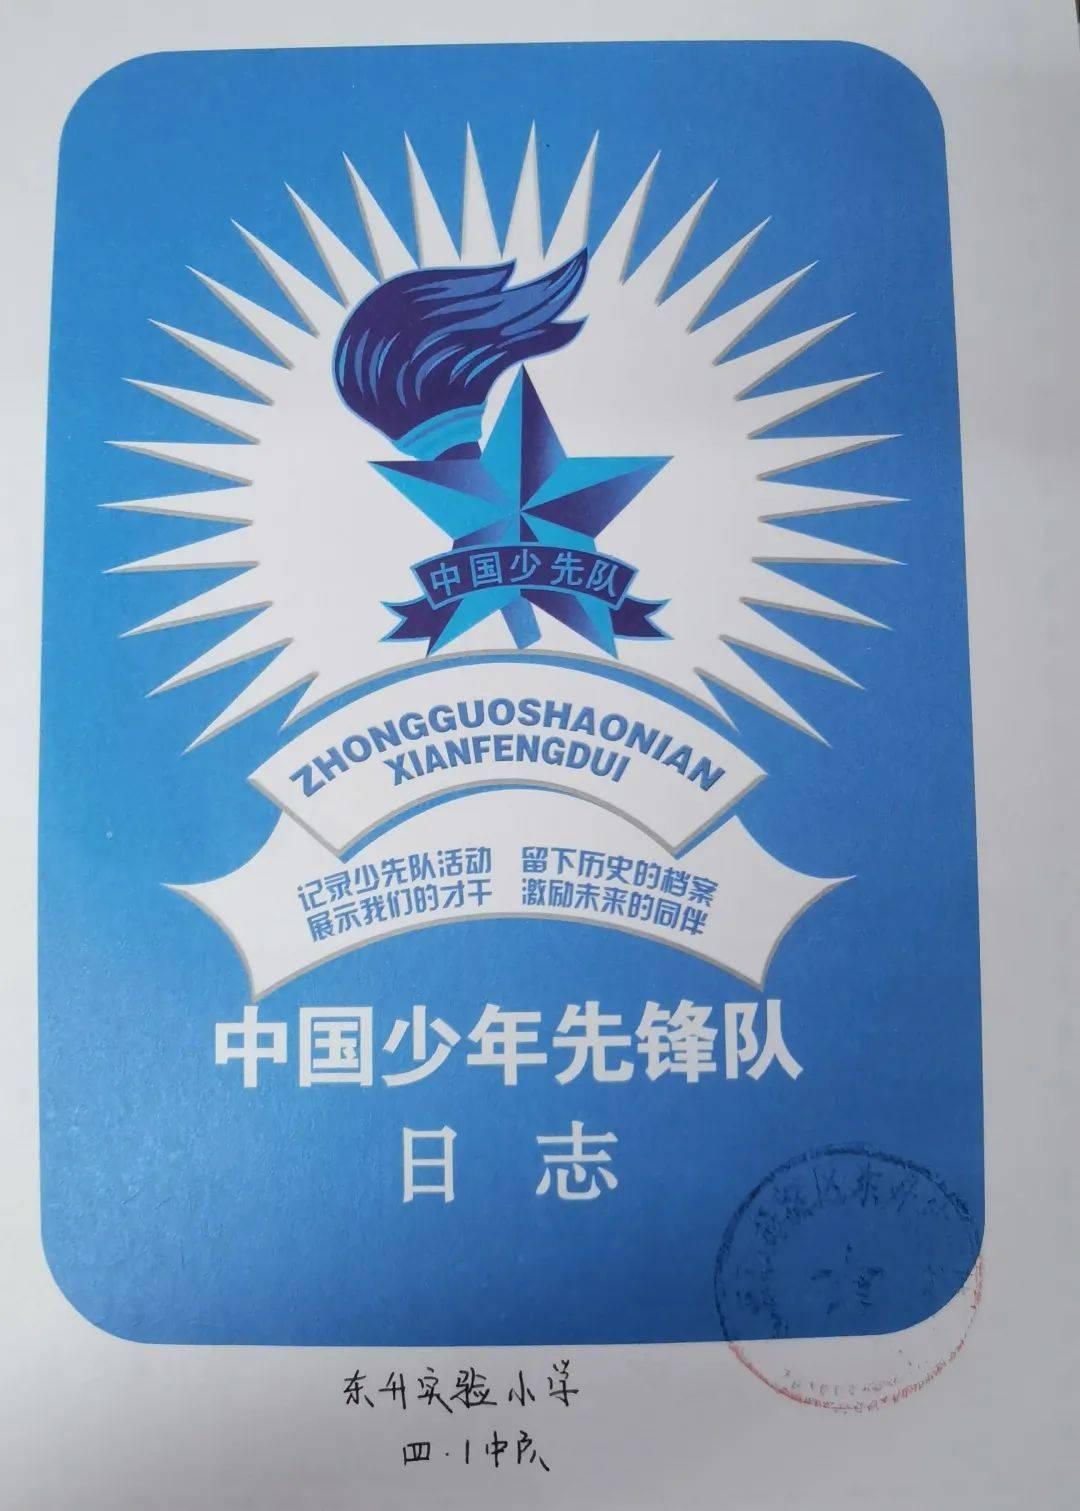 中国少先队
ZHONGGUOSHAONIAN
XIANFENGDUI
记录少先队活动 留下历史的档案
展示我们的才干 激励未来的同伴
中国少年先锋队
日志
东升实验小学
四.1中队